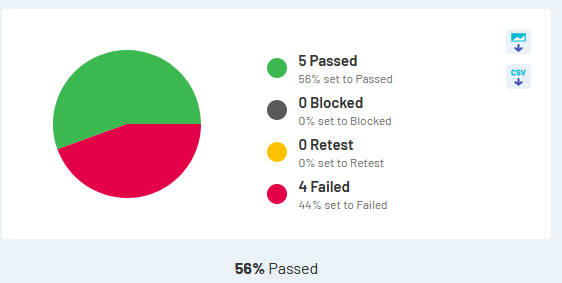 5 Passed
56% set to Passed
0 Blocked
0% set to Blocked
0 Retest
0% set to Retest
4 Failed
44% set to Failed
CSV
56% Passed